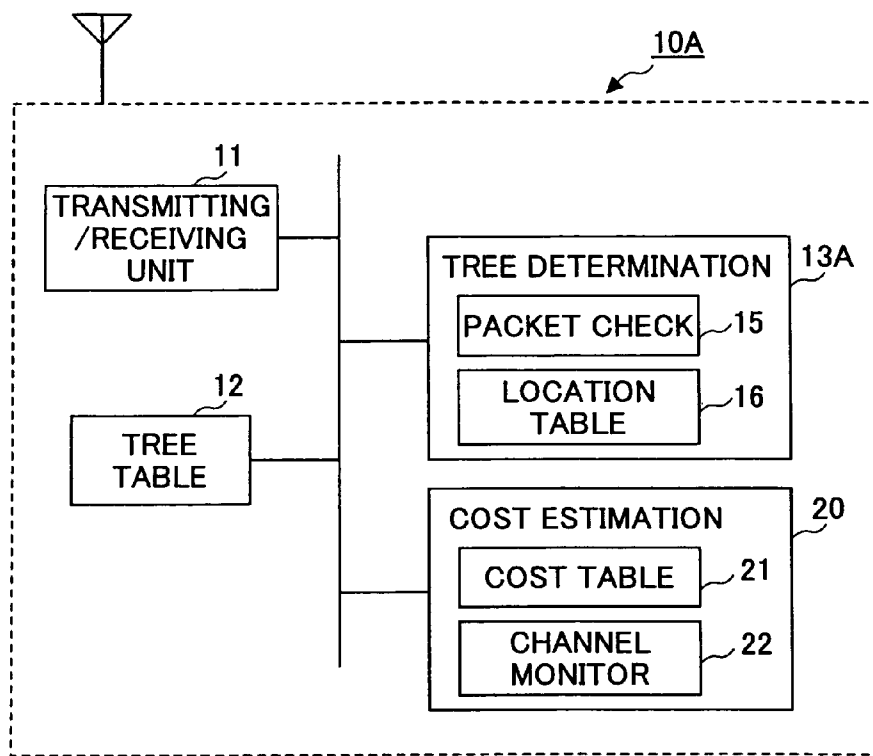 10A
11
TRANSMITTING
/RECEIVING
UNIT
TREE DETERMINATION
13A
PACKET CHECK
15
LOCATION
TABLE
16
12
TREE
TABLE
COST ESTIMATION
20
COST TABLE
21
CHANNEL
MONITOR
22